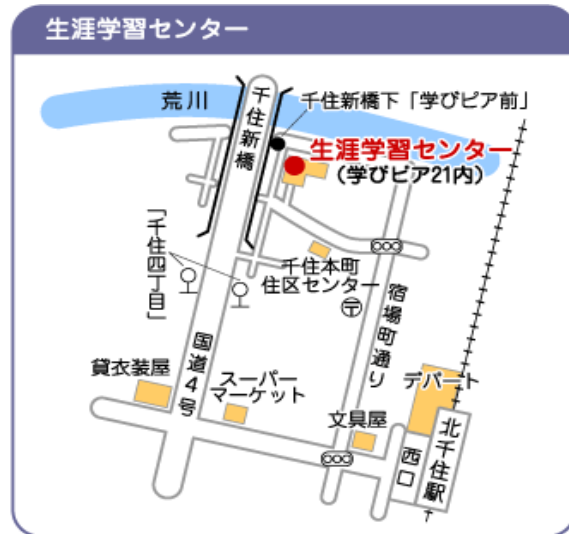 生涯学習センター
荒川
千住新橋
千住新橋下「学びピア前」
生涯学習センター
(学びピア21内)
「千住四丁目」
千住本町
住区センター
〒
宿場町通り
国道4号
貸衣装屋
スーパー
マーケット
文具屋
デパート
西口
北千住駅